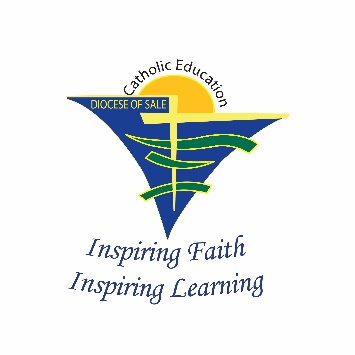 Catholic Education
DIOCESE OF SALE
Inspiring Faith
Inspiring Learning